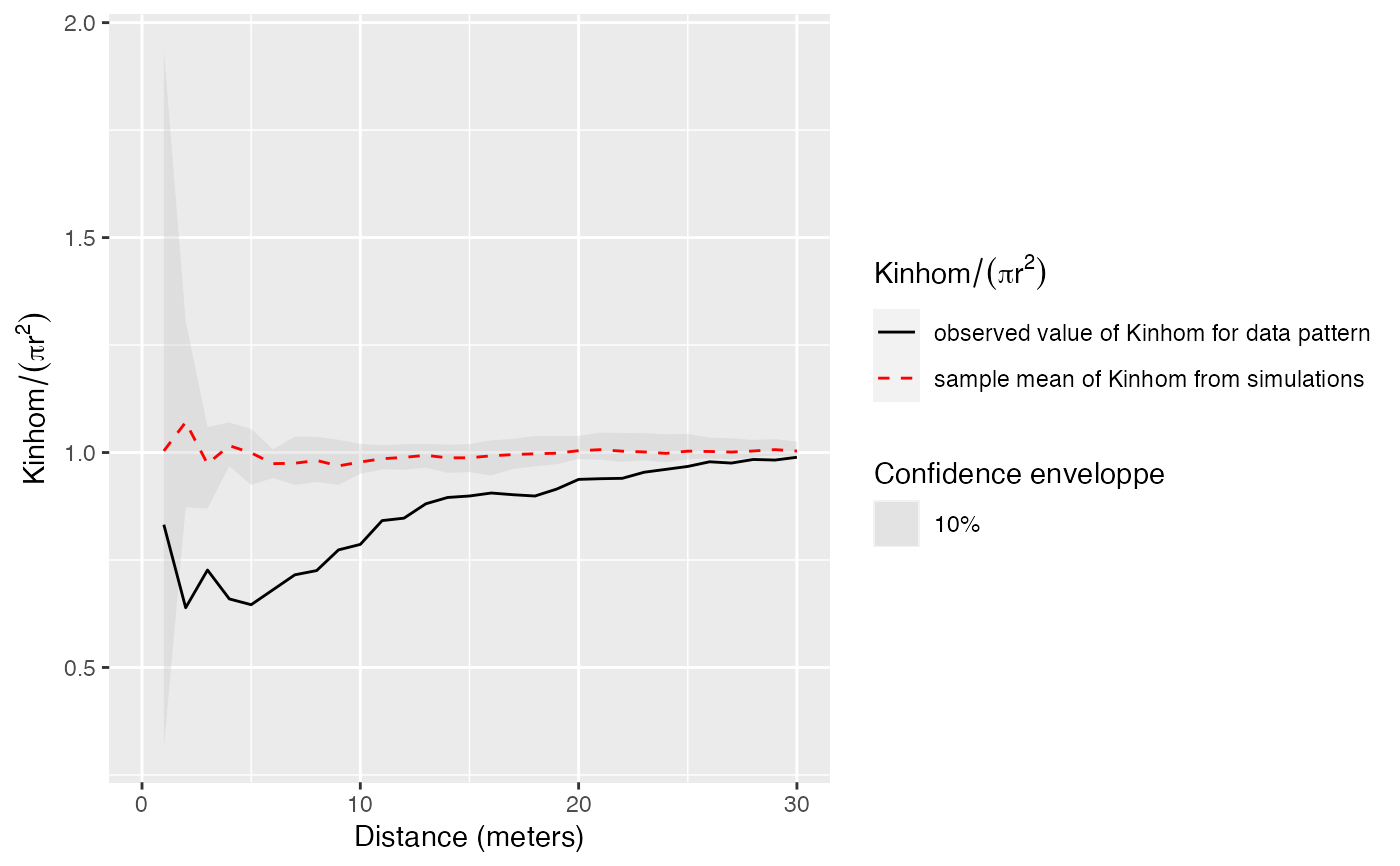 2.0
1.5
1.0
0.5
Kinhom/(πr²)
0
10
20
30
Distance (meters)
Kinhom/(πr²)
observed value of Kinhom for data pattern
sample mean of Kinhom from simulations
Confidence enveloppe
10%